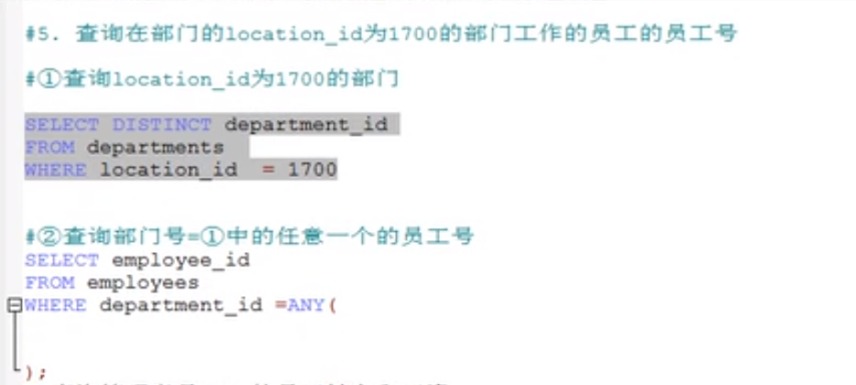 #5. 查询在部门的location_id为1700的部门工作的员工的员工号
#①查询location_id为1700的部门
SELECT DISTINCT department_id
FROM departments
WHERE location_id = 1700
#②查询部门号=①中的任意一个的员工号
SELECT employee_id
FROM employees
WHERE department_id =ANY(
);